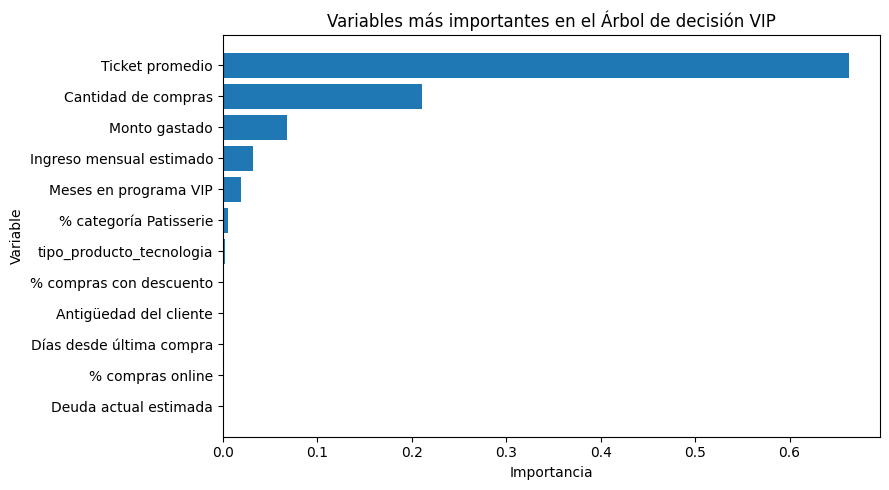 Variables más importantes en el Árbol de decisión VIP
Variable
Ticket promedio
Cantidad de compras
Monto gastado
Ingreso mensual estimado
Meses en programa VIP
% categoría Patisserie
tipo_producto_tecnologia
% compras con descuento
Antigüedad del cliente
Días desde última compra
% compras online
Deuda actual estimada
0.0 0.1 0.2 0.3 0.4 0.5 0.6
Importancia